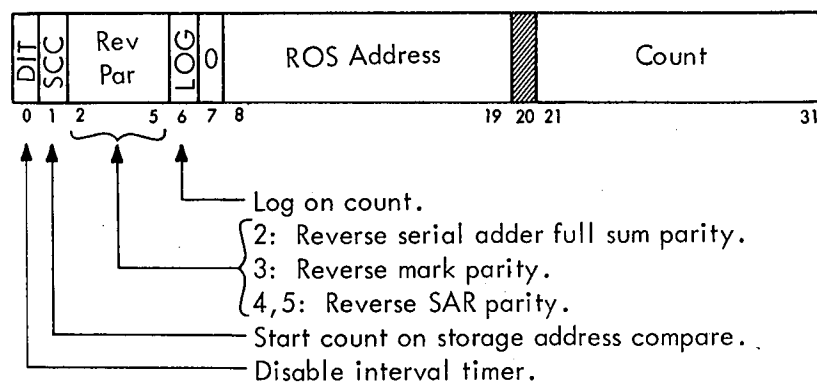 DIT SCC Rev Par LOG 0 ROS Address Count
0 1 2 5 6 7 8 19 20 21 31
Log on count.
2: Reverse serial adder full sum parity.
3: Reverse mark parity.
4,5: Reverse SAR parity.
Start count on storage address compare.
Disable interval timer.